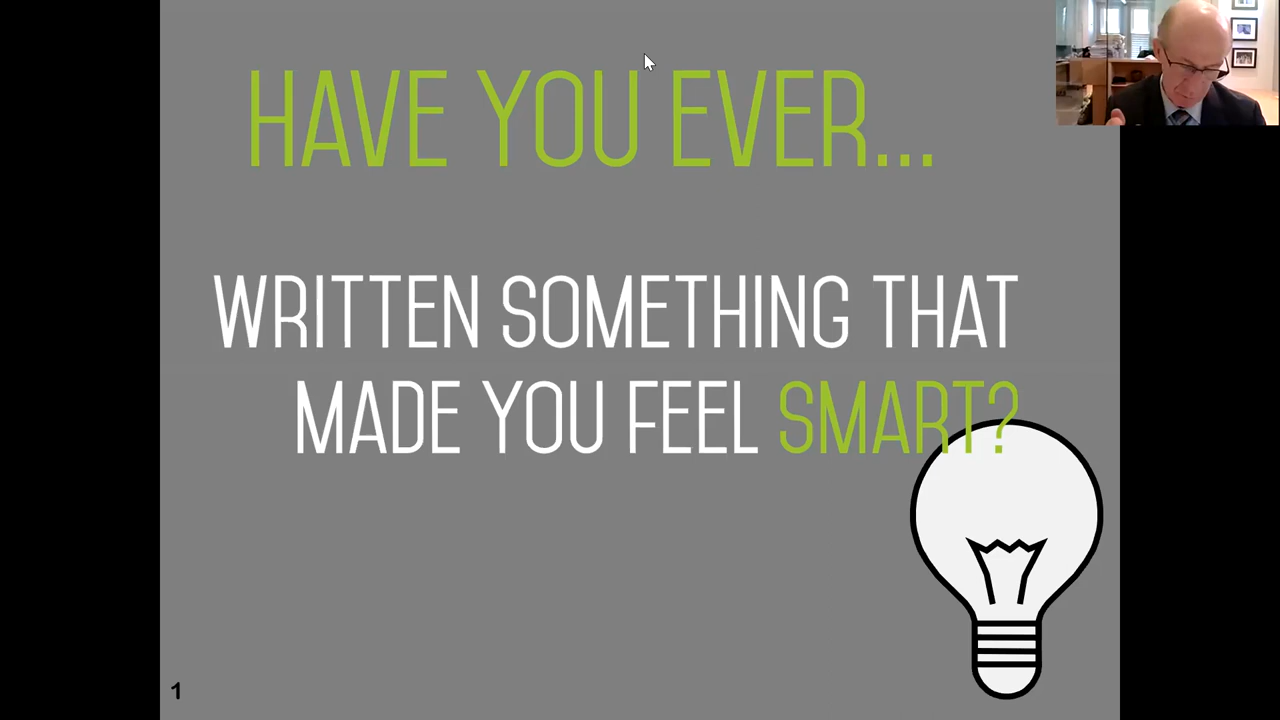 HAVE YOU EVER...
WRITTEN SOMETHING THAT
MADE YOU FEEL SMART?
1